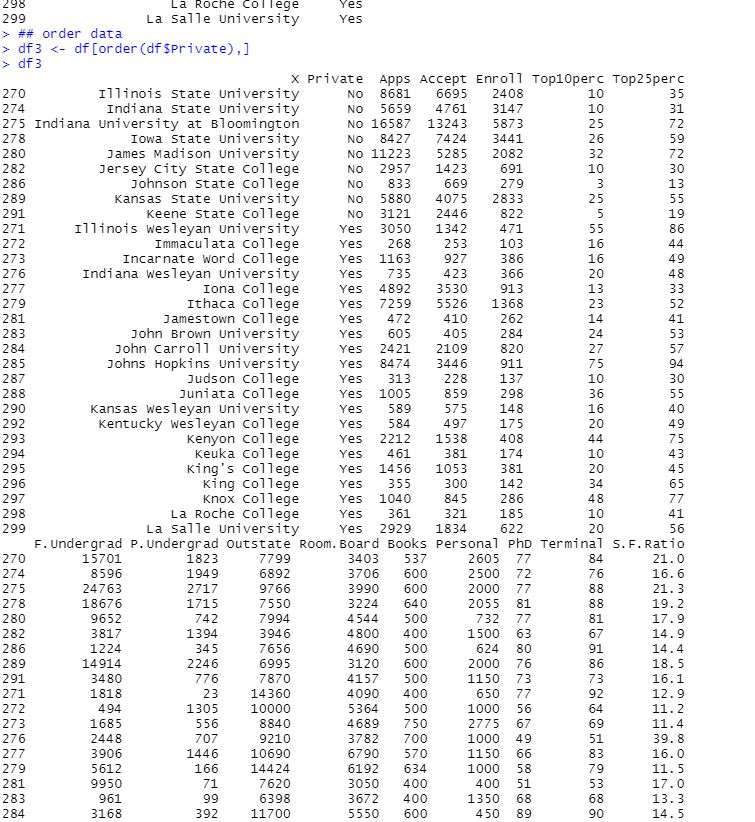 298 La Roche College Yes
299 La Salle University Yes
> ## order data
> df3 <- df[order(df$Private),]
> df3
X Private Apps Accept Enroll Top10perc Top25perc
270 Illinois State University No 8681 6695 2408 10 35
274 Indiana State University No 5659 4761 3147 10 31
275 Indiana University at Bloomington No 16587 13243 5873 25 72
278 Iowa State University No 8427 7424 3441 26 59
280 James Madison University No 11223 5285 2082 32 72
282 Jersey City State College No 2957 1423 691 10 30
286 Johnson State College No 833 669 279 3 13
289 Kansas State University No 5880 4075 2833 25 55
291 Keene State College No 3121 2446 822 5 19
271 Illinois Wesleyan University Yes 3050 1342 471 55 86
272 Immaculata College Yes 268 253 103 16 44
273 Incarnate Word College Yes 1163 927 386 16 49
276 Indiana Wesleyan University Yes 735 423 366 20 48
277 Iona College Yes 4892 3530 913 13 33
279 Ithaca College Yes 7259 5526 1368 23 52
281 Jamestown College Yes 472 410 262 14 41
283 John Brown University Yes 605 405 284 24 53
284 John Carroll University Yes 2421 2109 820 27 57
285 Johns Hopkins University Yes 8474 3446 911 75 94
287 Judson College Yes 313 228 137 10 30
288 Juniata College Yes 1005 859 298 36 55
290 Kansas Wesleyan University Yes 589 575 148 16 40
292 Kentucky Wesleyan College Yes 584 497 175 20 49
293 Kenyon College Yes 2212 1538 408 44 75
294 Keuka College Yes 461 381 174 10 43
295 King's College Yes 1456 1053 381 20 45
296 King College Yes 355 300 142 34 65
297 Knox College Yes 1040 845 286 48 77
298 La Roche College Yes 361 321 185 10 41
299 La Salle University Yes 2929 1834 622 20 56
F.Undergrad P.Undergrad Outstate Room.Board Books Personal PhD Terminal S.F.Ratio
270 15701 1823 7799 3403 537 2605 77 84 21.0
274 8596 1949 6892 3706 600 2500 72 76 16.6
275 24763 2717 9766 3990 600 2000 77 88 21.3
278 18676 1715 7550 3224 640 2055 81 88 19.2
280 9652 742 7994 4544 500 732 77 81 17.9
282 3817 1394 3946 4800 400 1500 63 67 14.9
286 1224 345 7656 4690 500 624 80 91 14.4
289 14914 2246 6995 3120 600 2000 76 86 18.5
291 3480 776 7870 4157 500 1150 73 73 16.1
271 1818 23 14360 4090 400 650 77 92 12.9
272 494 1305 10000 5364 500 1000 56 64 11.2
273 1685 556 8840 4689 750 2775 67 69 11.4
276 2448 707 9210 3782 700 1000 49 51 39.8
277 3906 1446 10690 6790 570 1150 66 83 16.0
279 5612 166 14424 6192 634 1000 58 79 11.5
281 9950 71 7620 3050 400 400 51 53 17.0
283 961 99 6398 3672 400 1350 68 68 13.3
284 3168 392 11700 5550 600 450 89 90 14.5